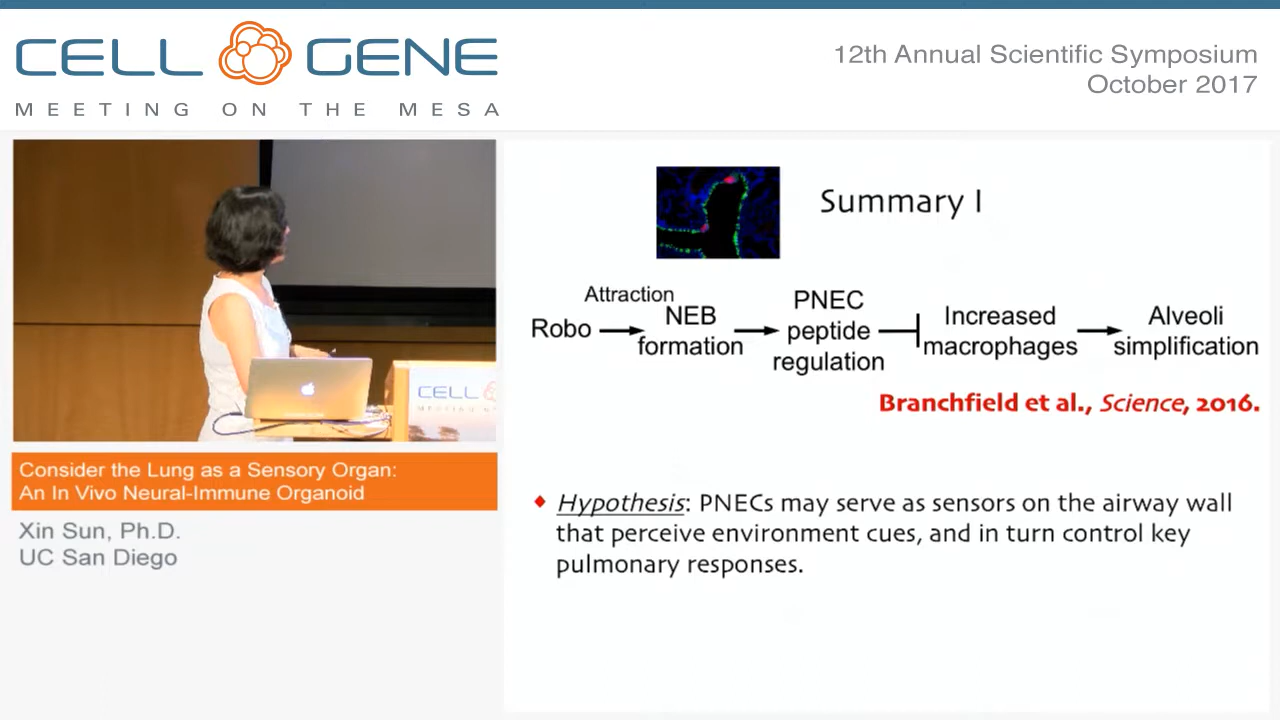 CELL GENE
MEETING ON THE MESA
12th Annual Scientific Symposium
October 2017
Summary I
Attraction
Robo
NEB
formation
PNEC
peptide
regulation
Increased
macrophages
Alveoli
simplification
Branchfield et al., Science, 2016.
Hypothesis: PNECs may serve as sensors on the airway wall
that perceive environment cues, and in turn control key
pulmonary responses.
CELL
Consider the Lung as a Sensory Organ:
An In Vivo Neural-Immune Organoid
Xin Sun, Ph.D.
UC San Diego